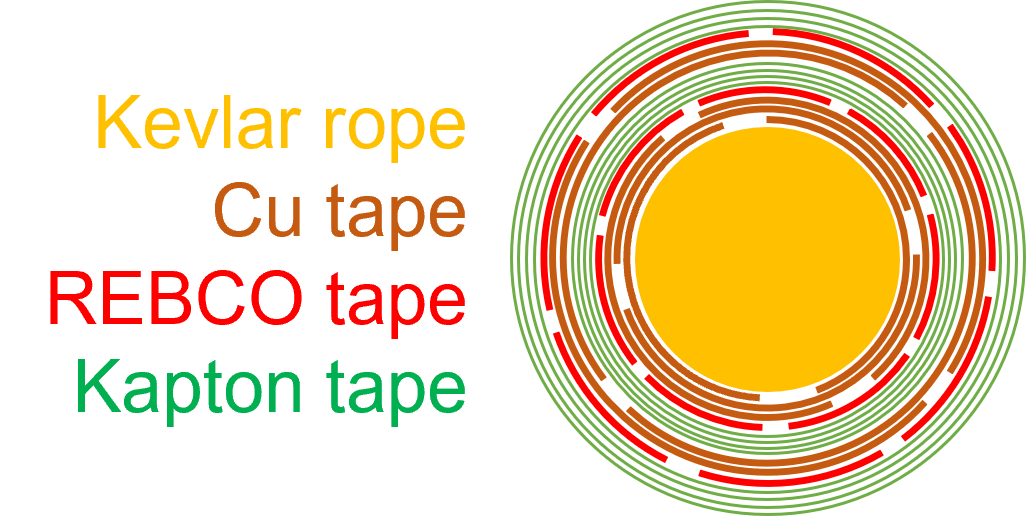 Kevlar rope
Cu tape
REBCO tape
Kapton tape